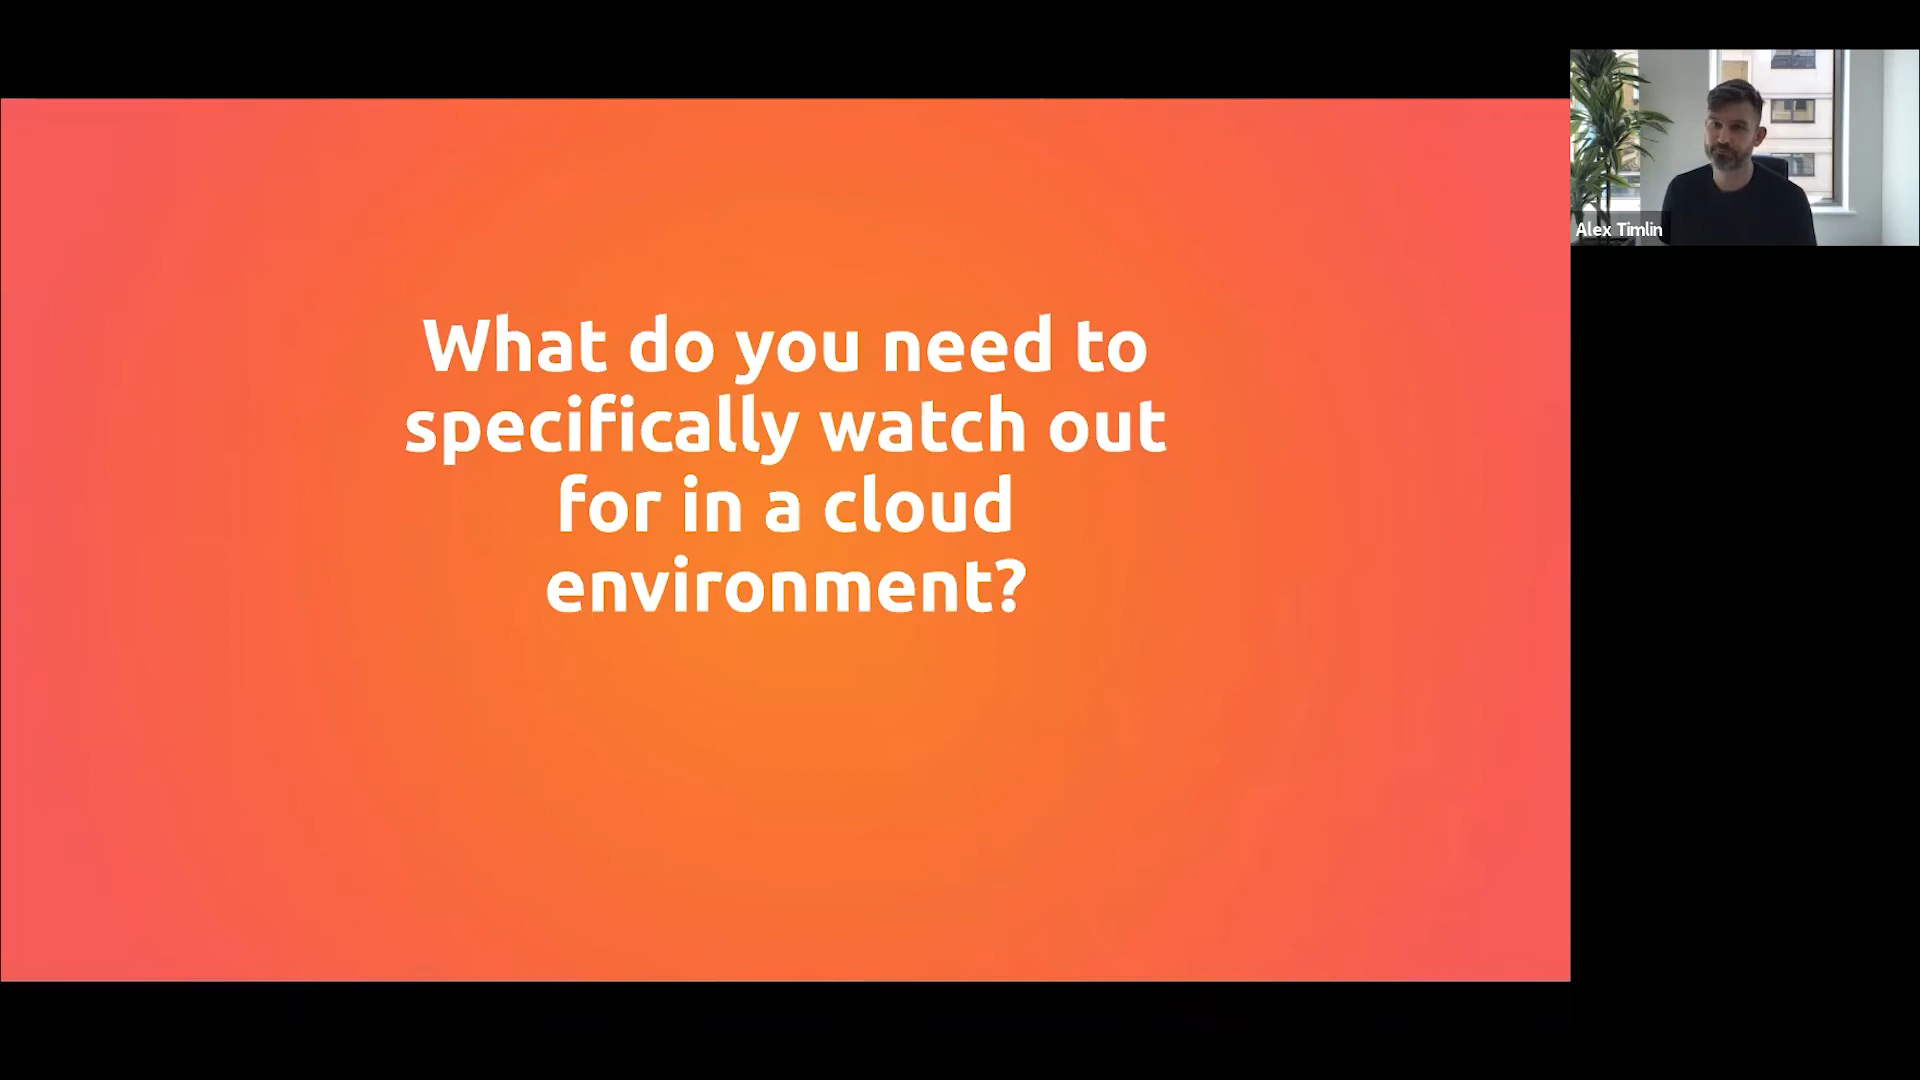 What do you need to
specifically watch out
for in a cloud
environment?
Alex Timlin